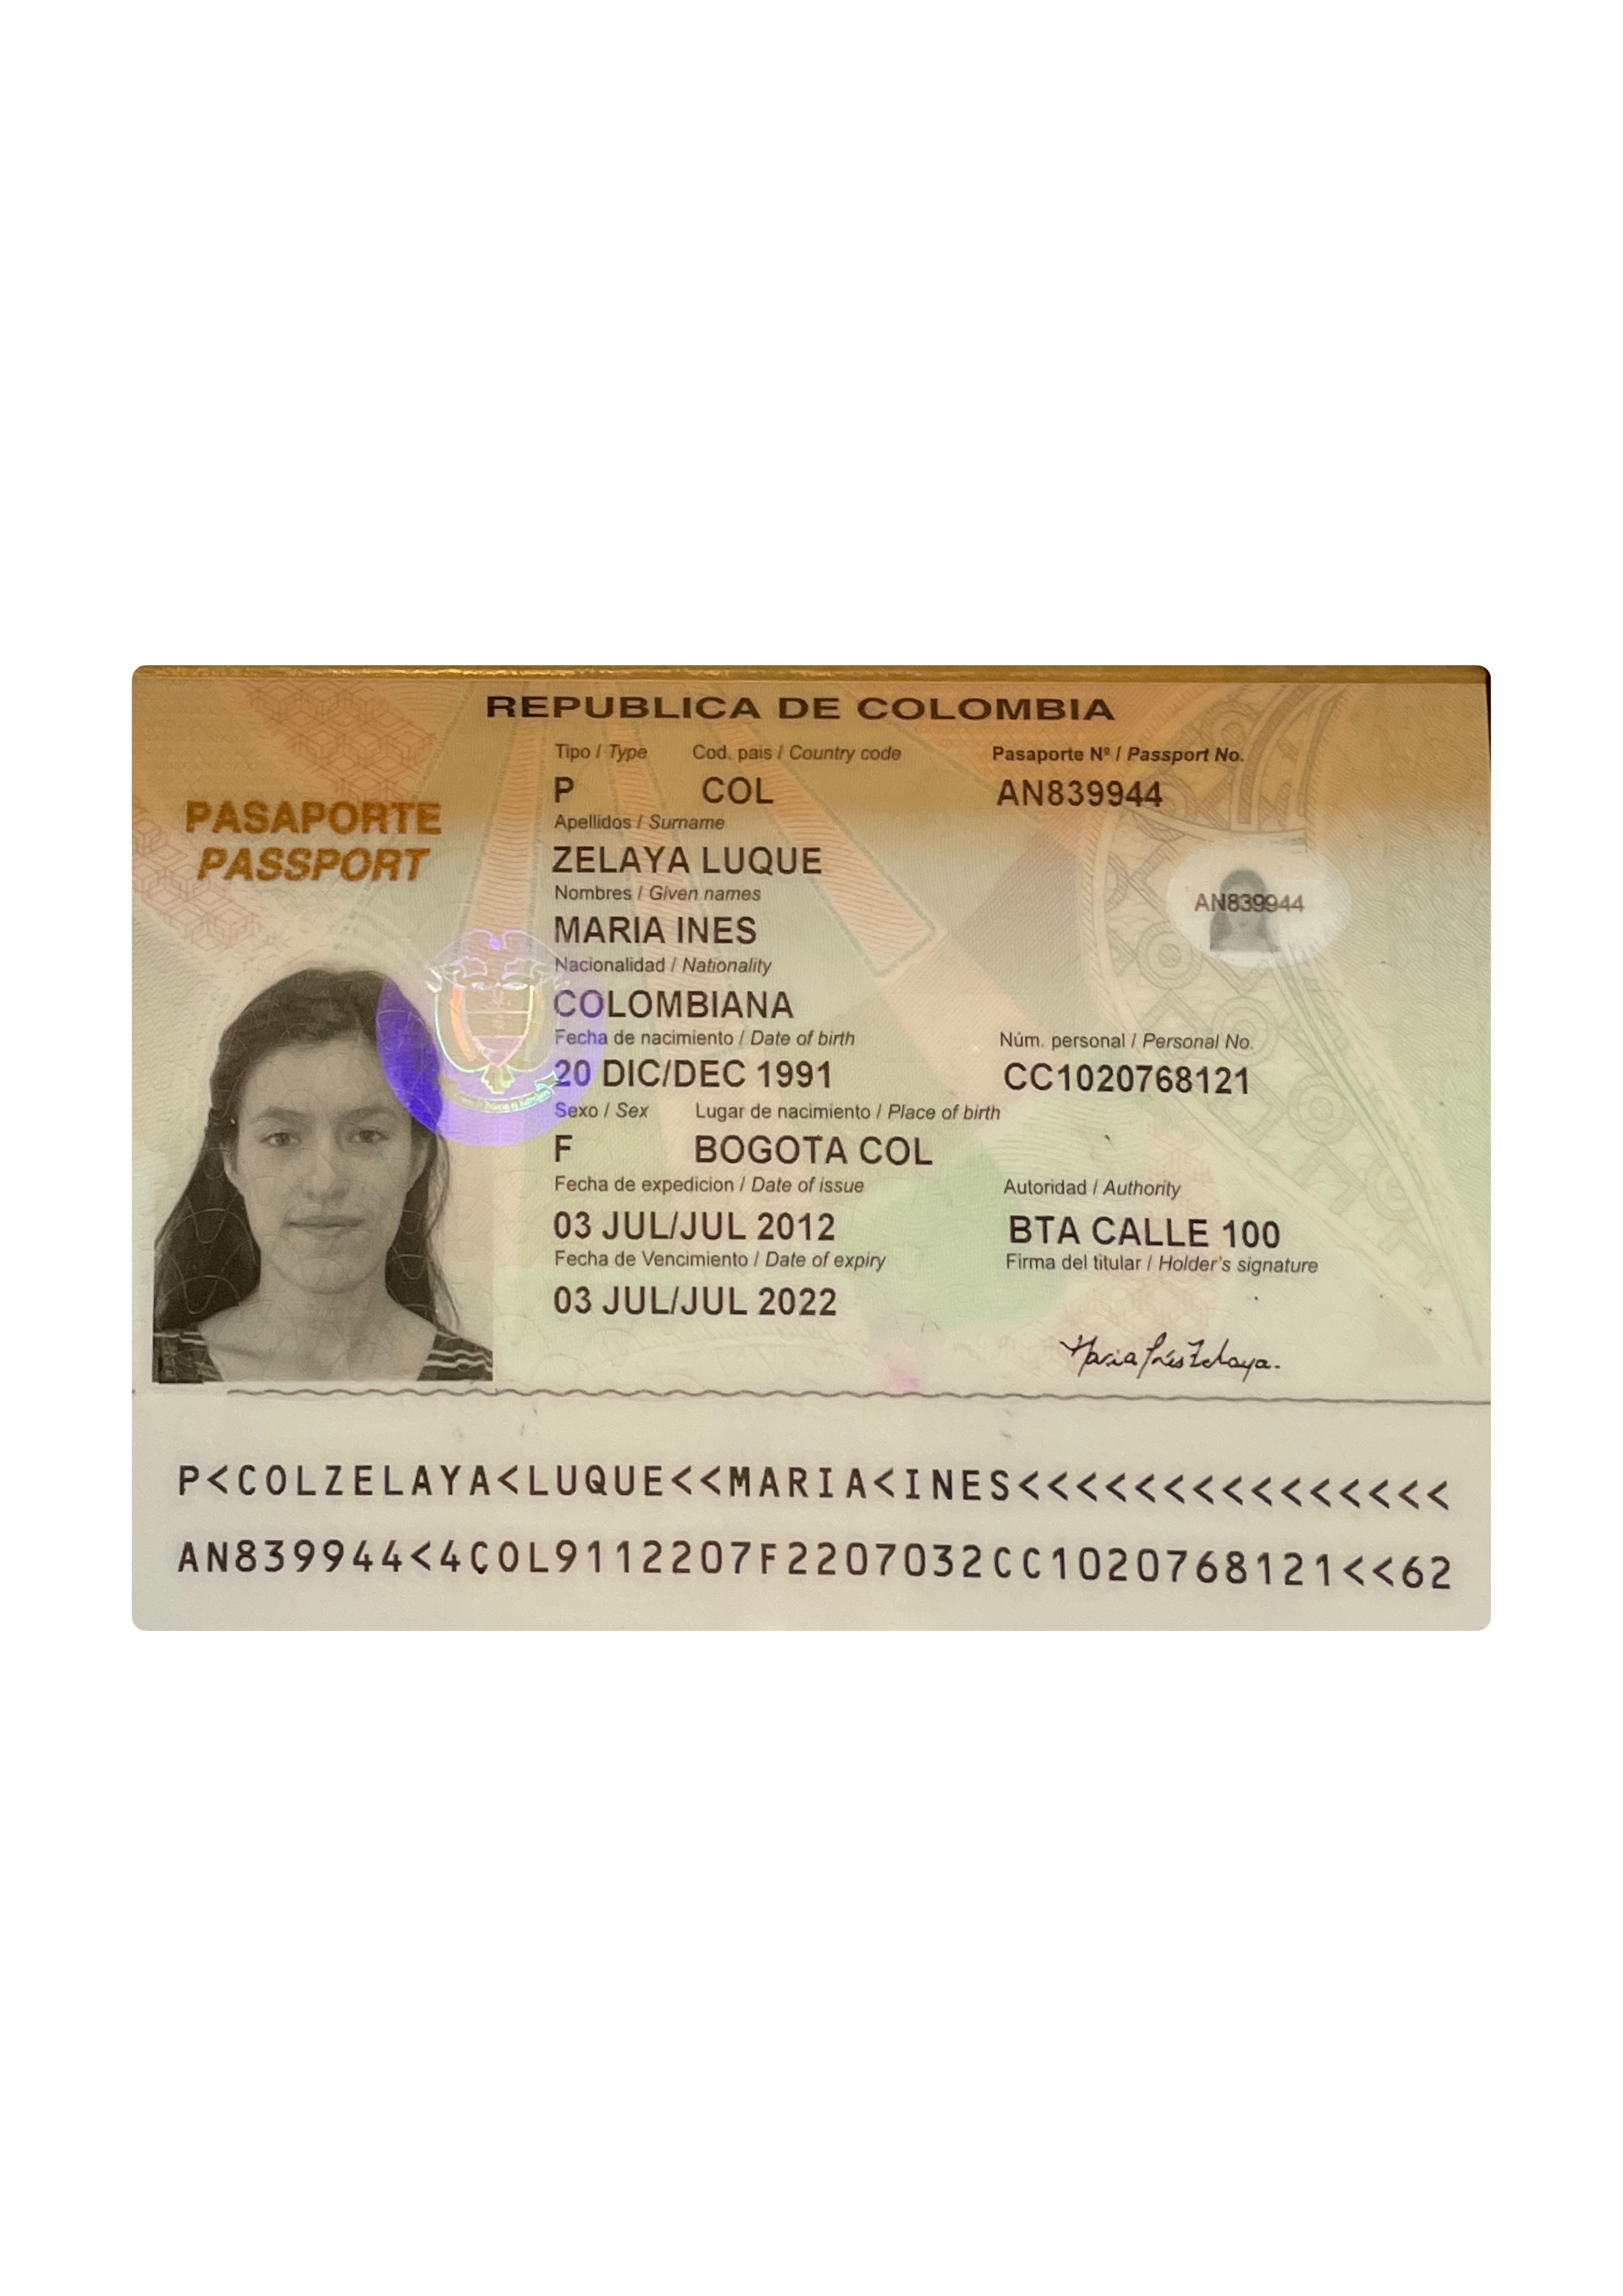 REPUBLICA DE COLOMBIA
PASAPORTE
PASSPORT
Tipo / Type Cod. pais / Country code Pasaporte Nº / Passport No.
P COL AN839944
Apellidos / Surname
ZELAYA LUQUE
Nombres / Given names
MARIA INES
AN839944
Nacionalidad / Nationality
COLOMBIANA
Fecha de nacimiento / Date of birth Núm. personal / Personal No.
20 DIC/DEC 1991 CC1020768121
Sexo / Sex Lugar de nacimiento / Place of birth
F BOGOTA COL
Fecha de expedicion / Date of issue Autoridad / Authority
03 JUL/JUL 2012 BTA CALLE 100
Fecha de Vencimiento / Date of expiry Firma del titular / Holder's signature
03 JUL/JUL 2022
Maria Inés Zelaya.
P<COLZELAYA<LUQUE<<MARIA<INES<<<<<<<<<<<<<<<
AN839944<4COL9112207F2207032CC1020768121<<62